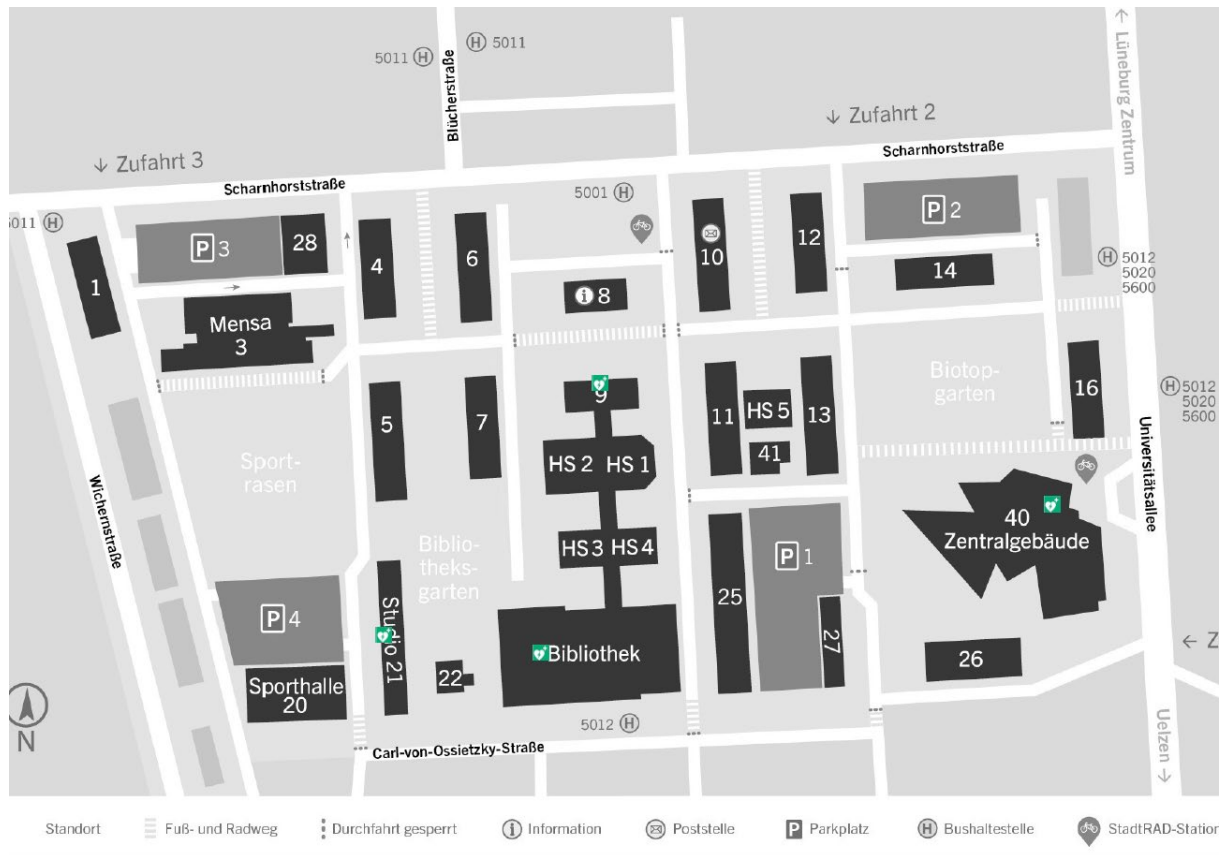 5011 H
H 5011
↑ Lüneburg Zentrum
Blücherstraße
↓ Zufahrt 2
↓ Zufahrt 3
Scharnhorststraße
Scharnhorststraße
5001 H
5011 H
P 3
28
4
6
10
12
P 2
1
i 8
14
H 5012
5020
5600
Mensa
3
9
Biotop-
garten
16
H 5012
5020
5600
5
7
11
HS 5
13
41
HS 2
HS 1
Sport-
rasen
Wichernstraße
Universitätsallee
40
Zentralgebäude
HS 3
HS 4
Biblio-
theks-
garten
P 1
25
27
P 4
Studio 21
Bibliothek
26
← Z
22
Sporthalle
20
N
5012 H
Carl-von-Ossietzky-Straße
Uelzen →
Standort
Fuß- und Radweg
Durchfahrt gesperrt
i Information
Poststelle
P Parkplatz
H Bushaltestelle
StadtRAD-Station